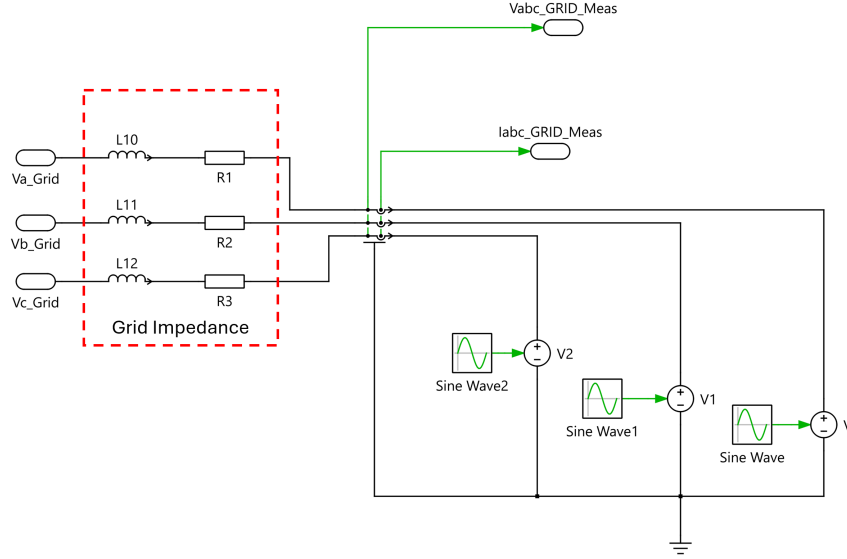 Vabc_GRID_Meas
Iabc_GRID_Meas
L10
Va_Grid
R1
L11
Vb_Grid
R2
L12
Vc_Grid
R3
Grid Impedance
V2
Sine Wave2
V1
Sine Wave1
Sine Wave